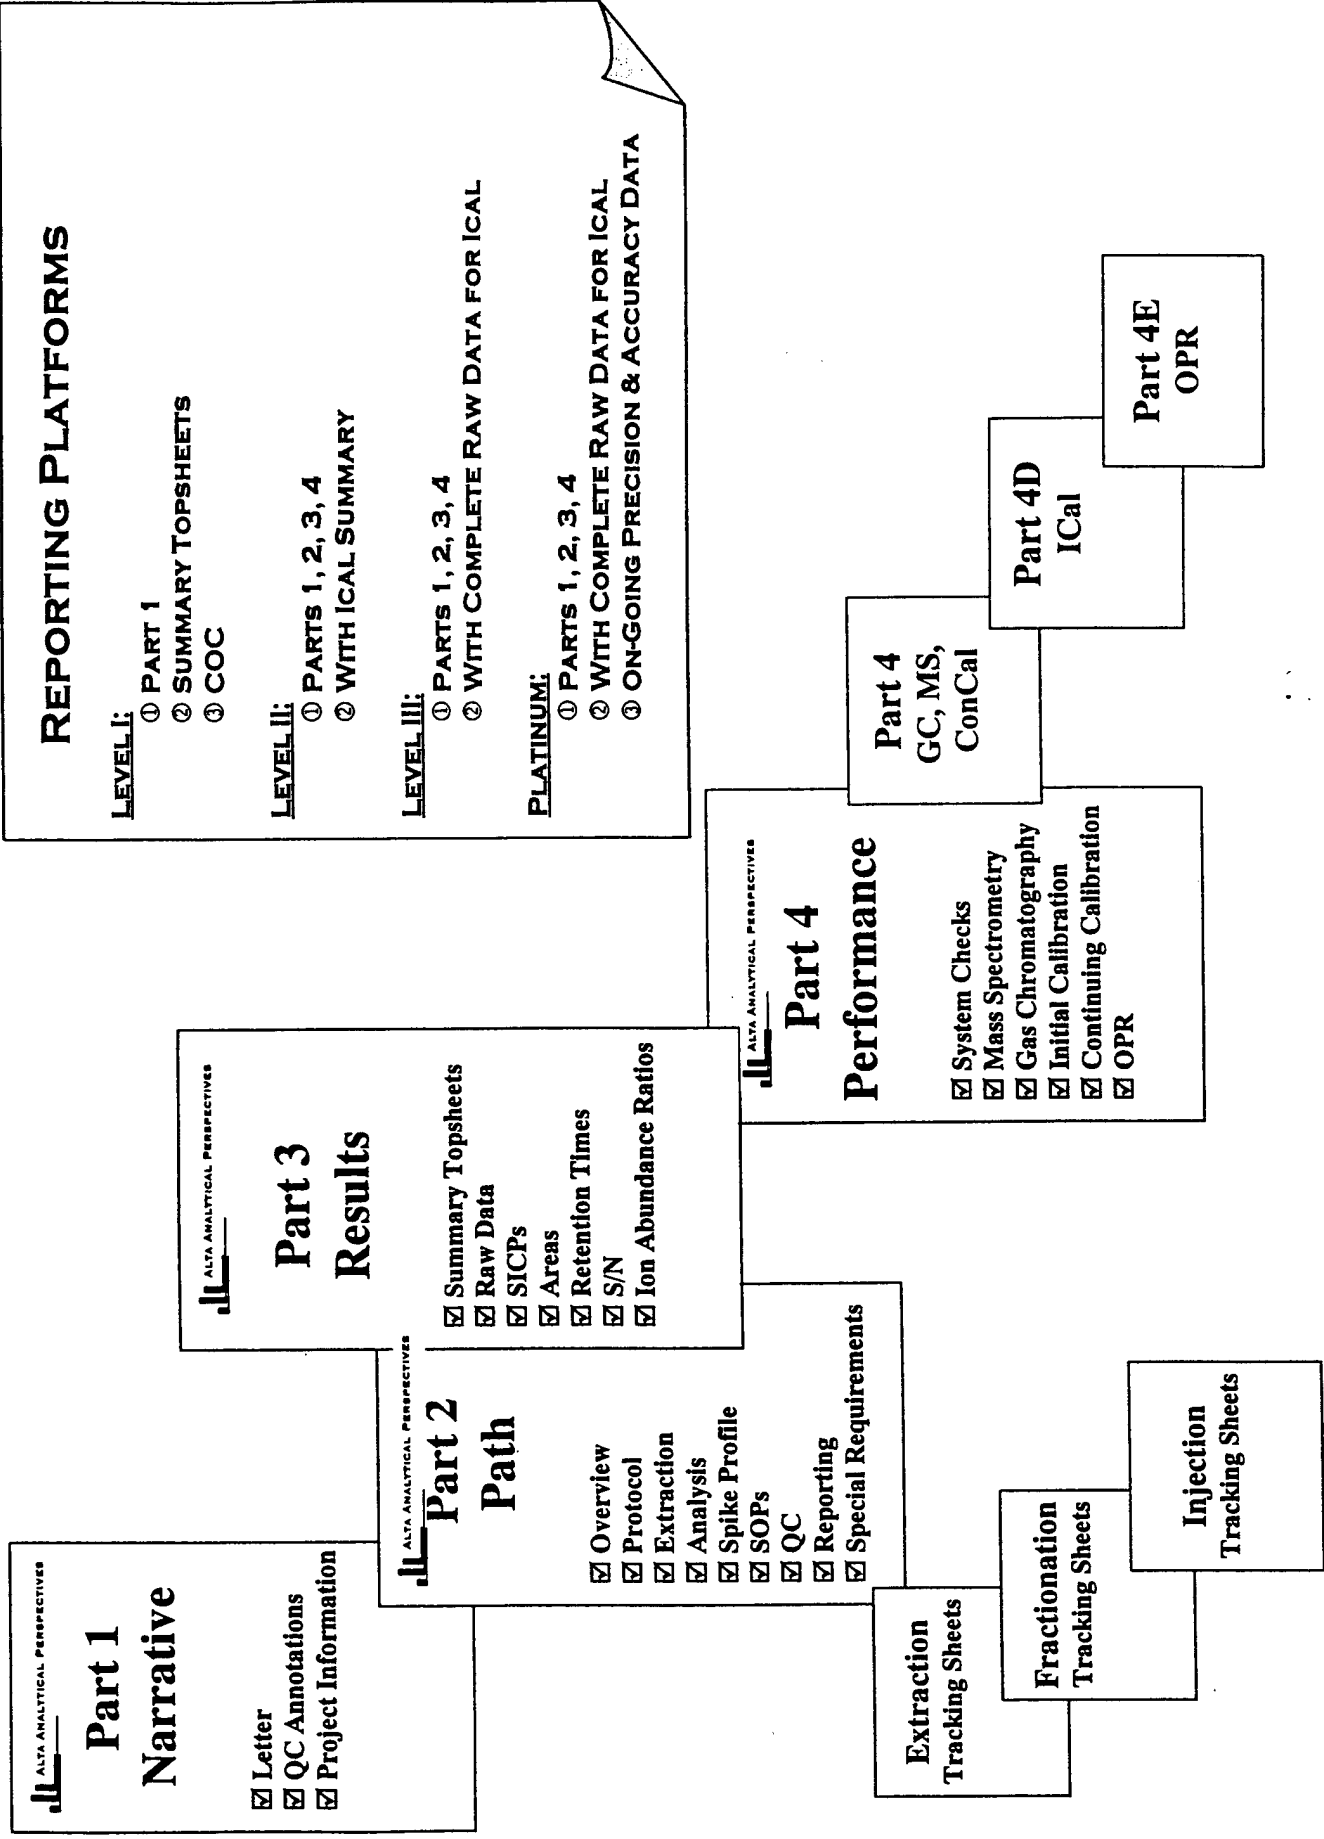 ALTA ANALYTICAL PERSPECTIVES
Part 1
Narrative
☑ Letter
☑ QC Annotations
☑ Project Information
ALTA ANALYTICAL PERSPECTIVES
Part 2
Path
☑ Overview
☑ Protocol
☑ Extraction
☑ Analysis
☑ Spike Profile
☑ SOPs
☑ QC
☑ Reporting
☑ Special Requirements
Extraction
Tracking Sheets
Fractionation
Tracking Sheets
Injection
Tracking Sheets
ALTA ANALYTICAL PERSPECTIVES
Part 3
Results
☑ Summary Topsheets
☑ Raw Data
☑ SICPs
☑ Areas
☑ Retention Times
☑ S/N
☑ Ion Abundance Ratios
ALTA ANALYTICAL PERSPECTIVES
Part 4
Performance
☑ System Checks
☑ Mass Spectrometry
☑ Gas Chromatography
☑ Initial Calibration
☑ Continuing Calibration
☑ OPR
Part 4
GC, MS,
ConCal
Part 4D
ICal
Part 4E
OPR
REPORTING PLATFORMS
LEVEL I:
① PART 1
② SUMMARY TOPSHEETS
③ COC
LEVEL II:
① PARTS 1, 2, 3, 4
② WITH ICAL SUMMARY
LEVEL III:
① PARTS 1, 2, 3, 4
② WITH COMPLETE RAW DATA FOR ICAL
PLATINUM:
① PARTS 1, 2, 3, 4
② WITH COMPLETE RAW DATA FOR ICAL
③ ON-GOING PRECISION & ACCURACY DATA